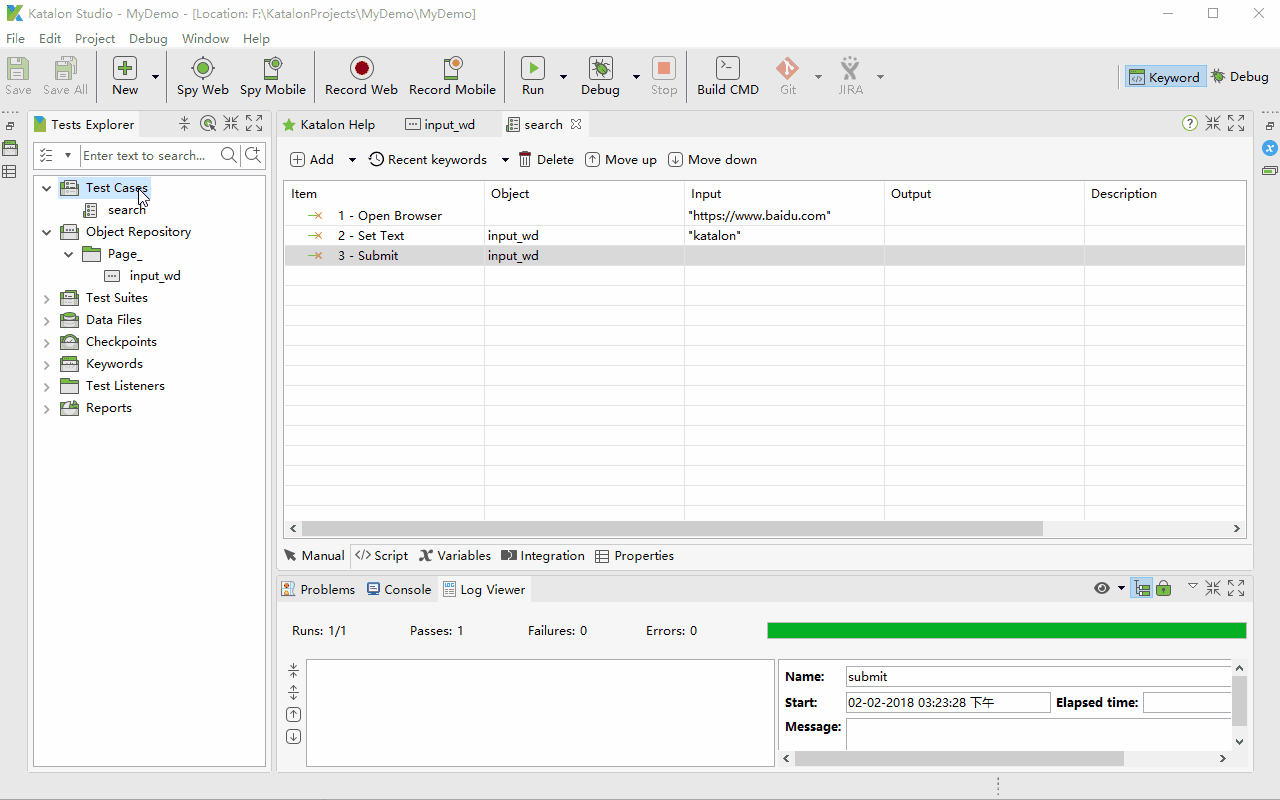 Katalon Studio - MyDemo - [Location: F:\KatalonProjects\MyDemo\MyDemo]
File Edit Project Debug Window Help
Save Save All New Spy Web Spy Mobile Record Web Record Mobile Run Debug Stop Build CMD Git JIRA Keyword Debug
Tests Explorer
Enter text to search...
Test Cases
search
Object Repository
Page_
input_wd
Test Suites
Data Files
Checkpoints
Keywords
Test Listeners
Reports
Katalon Help input_wd search
Add Recent keywords Delete Move up Move down
Item Object Input Output Description
1 - Open Browser "https://www.baidu.com"
2 - Set Text input_wd "katalon"
3 - Submit input_wd
Manual Script Variables Integration Properties
Problems Console Log Viewer
Runs: 1/1 Passes: 1 Failures: 0 Errors: 0
Name: submit
Start: 02-02-2018 03:23:28 下午 Elapsed time:
Message: